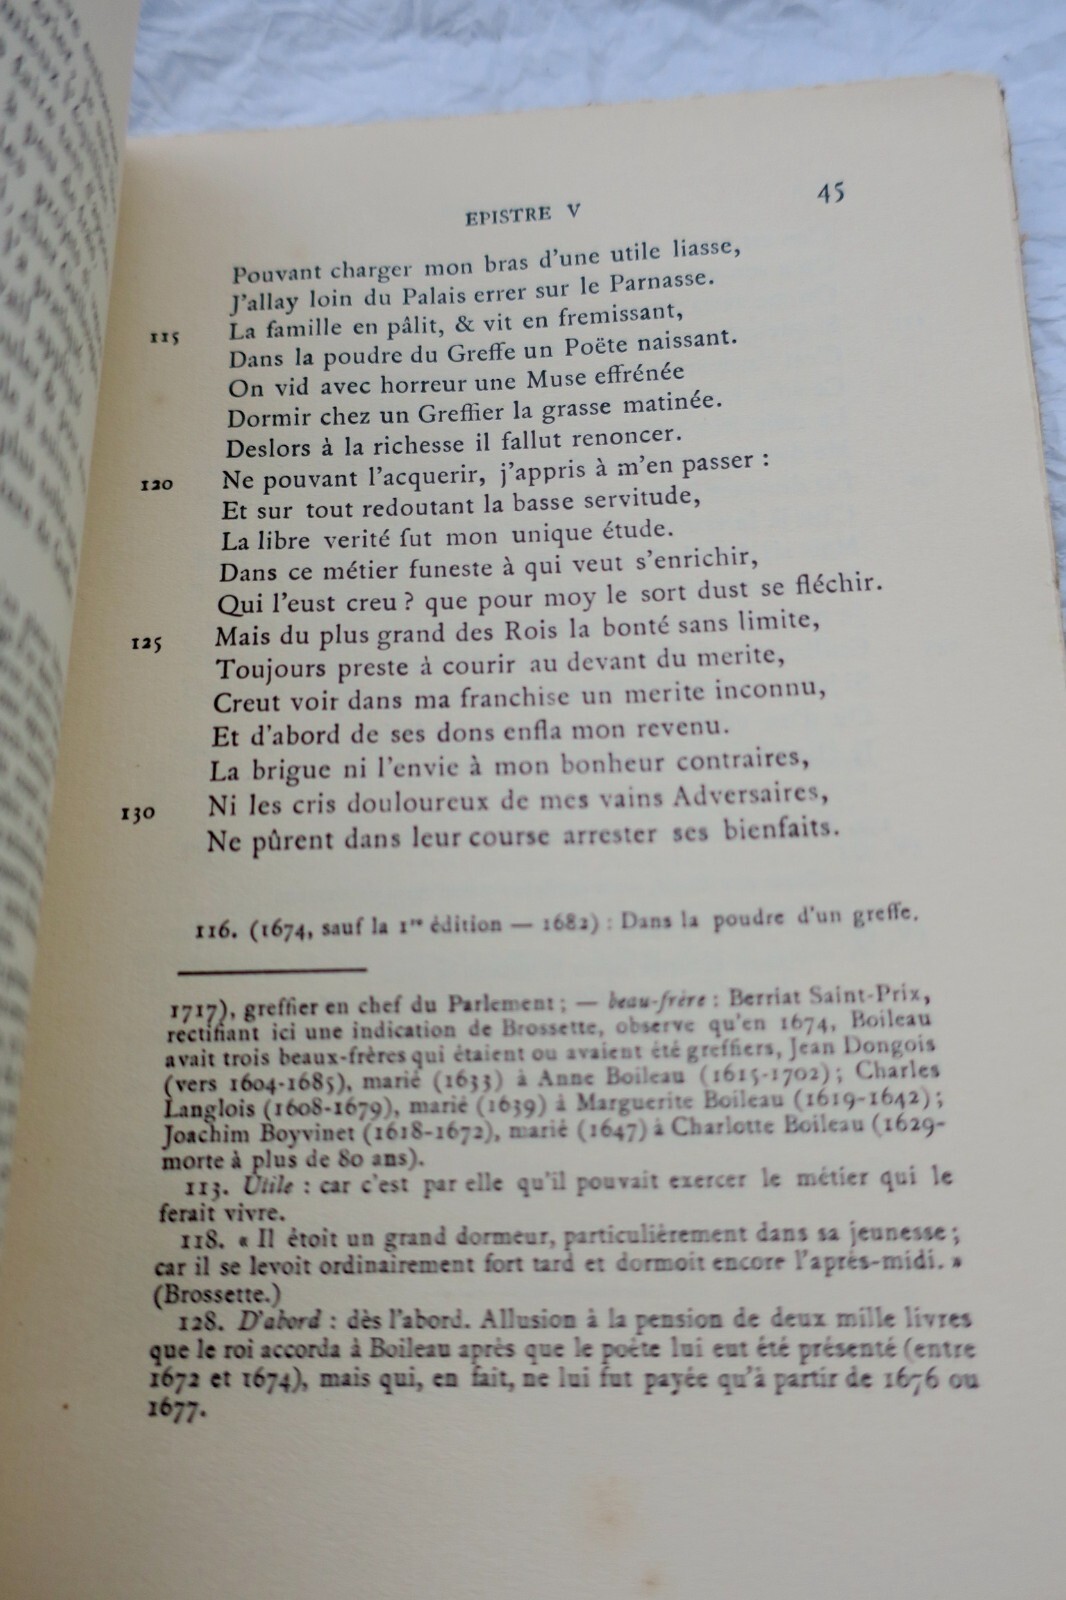 EPISTRE V
45
Pouvant charger mon bras d'une utile liasse,
J'allay loin du Palais errer sur le Parnasse.
115 La famille en pâlit, & vit en fremissant,
Dans la poudre du Greffe un Poëte naissant.
On vid avec horreur une Muse effrénée
Dormir chez un Greffier la grasse matinée.
Deslors à la richesse il fallut renoncer.
120 Ne pouvant l'acquerir, j'appris à m'en passer :
Et sur tout redoutant la basse servitude,
La libre verité fut mon unique étude.
Dans ce métier funeste à qui veut s'enrichir,
Qui l'eust creu ? que pour moy le sort dust se fléchir.
125 Mais du plus grand des Rois la bonté sans limite,
Toujours preste à courir au devant du merite,
Creut voir dans ma franchise un merite inconnu,
Et d'abord de ses dons enfla mon revenu.
La brigue ni l'envie à mon bonheur contraires,
130 Ni les cris douloureux de mes vains Adversaires,
Ne pûrent dans leur course arrester ses bienfaits.
116. (1674, sauf la 1re édition — 1682) : Dans la poudre d'un greffe.
1717), greffier en chef du Parlement ; — beau-frère : Berriat Saint-Prix,
rectifiant ici une indication de Brossette, observe qu'en 1674, Boileau
avait trois beaux-frères qui étaient ou avaient été greffiers, Jean Dongois
(vers 1604-1685), marié (1633) à Anne Boileau (1615-1702) ; Charles
Langlois (1608-1679), marié (1639) à Marguerite Boileau (1619-1642) ;
Joachim Boyvinet (1618-1672), marié (1647) à Charlotte Boileau (1629-
morte à plus de 80 ans).
113. Utile : car c'est par elle qu'il pouvait exercer le métier qui le
ferait vivre.
118. « Il étoit un grand dormeur, particulièrement dans sa jeunesse ;
car il se levoit ordinairement fort tard et dormoit encore l'après-midi. »
(Brossette.)
128. D'abord : dès l'abord. Allusion à la pension de deux mille livres
que le roi accorda à Boileau après que le poète lui eut été présenté (entre
1672 et 1674), mais qui, en fait, ne lui fut payée qu'à partir de 1676 ou
1677.